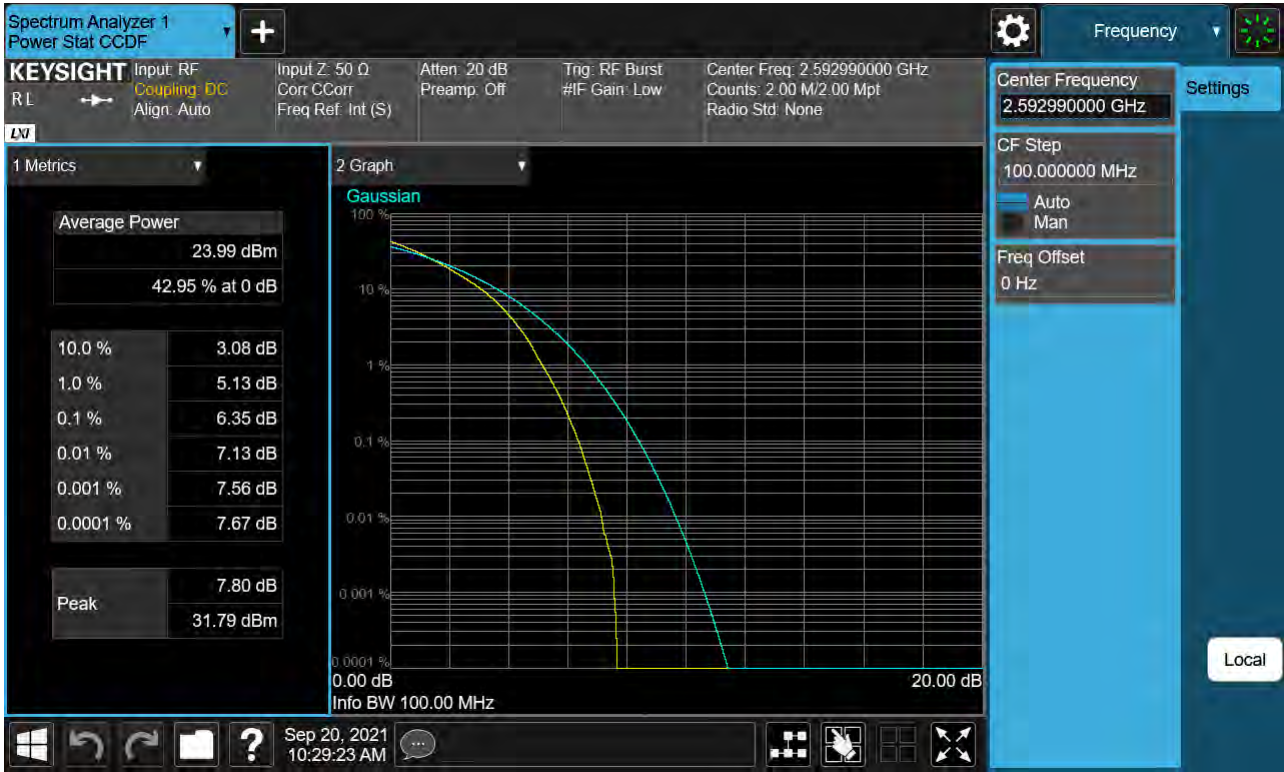 Spectrum Analyzer 1
Power Stat CCDF
Frequency
KEYSIGHT
R L
LXI
Input: RF
Coupling: DC
Align: Auto
Input Z: 50 Ω
Corr CCorr
Freq Ref: Int (S)
Atten: 20 dB
Preamp: Off
Trig: RF Burst
#IF Gain: Low
Center Freq: 2.592990000 GHz
Counts: 2.00 M/2.00 Mpt
Radio Std: None
Center Frequency
2.592990000 GHz
Settings
CF Step
100.000000 MHz
Auto
Man
Freq Offset
0 Hz
1 Metrics
Average Power
23.99 dBm
42.95 % at 0 dB
10.0 % 3.08 dB
1.0 % 5.13 dB
0.1 % 6.35 dB
0.01 % 7.13 dB
0.001 % 7.56 dB
0.0001 % 7.67 dB
Peak
7.80 dB
31.79 dBm
2 Graph
Gaussian
100 %
10 %
1 %
0.1 %
0.01 %
0.001 %
0.0001 %
0.00 dB 20.00 dB
Info BW 100.00 MHz
Local
?
Sep 20, 2021
10:29:23 AM